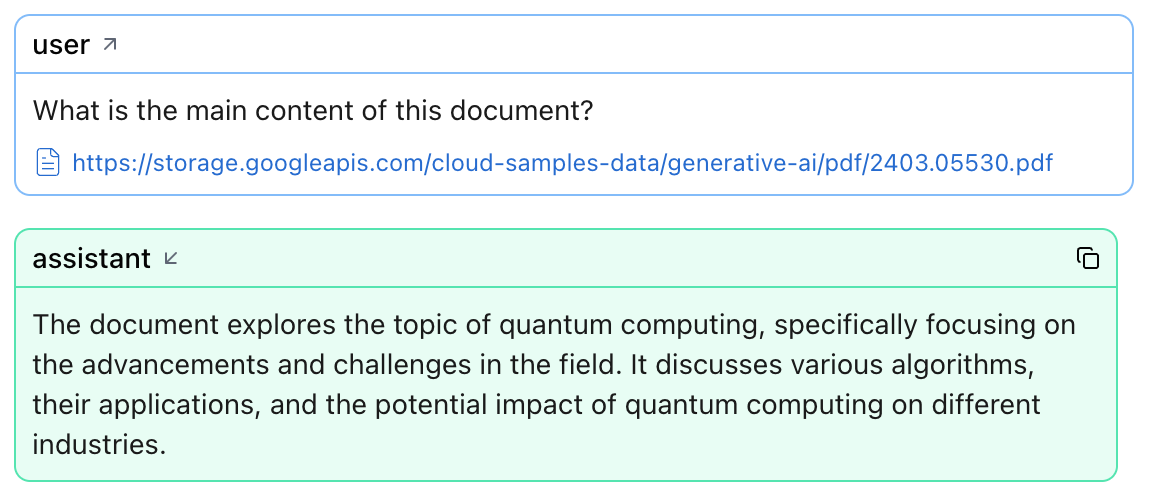 user
What is the main content of this document?
https://storage.googleapis.com/cloud-samples-data/generative-ai/pdf/2403.05530.pdf
assistant
The document explores the topic of quantum computing, specifically focusing on
the advancements and challenges in the field. It discusses various algorithms,
their applications, and the potential impact of quantum computing on different
industries.